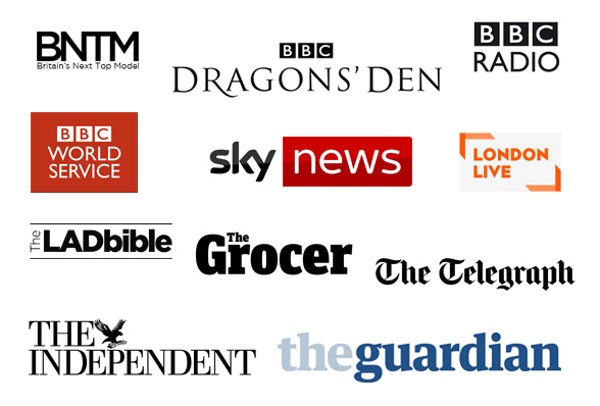 BNTM
Britain's Next Top Model
BBC
DRAGONS' DEN
BBC
RADIO
BBC
WORLD
SERVICE
sky news
LONDON
LIVE
The LADbible
The
Grocer
The Telegraph
THE
INDEPENDENT
theguardian